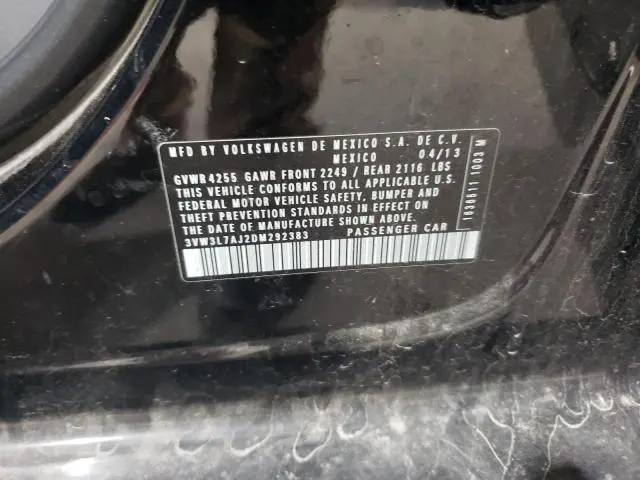 MFD BY VOLKSWAGEN DE MEXICO S.A. DE C.V.
MEXICO 04/13
GVWR 4255 GAWR FRONT 2249 / REAR 2116 LBS
THIS VEHICLE CONFORMS TO ALL APPLICABLE U.S.
FEDERAL MOTOR VEHICLE SAFETY, BUMPER AND
THEFT PREVENTION STANDARDS IN EFFECT ON
THE DATE OF MANUFACTURE SHOWN ABOVE.
3VW3L7AJ2DM292383 PASSENGER CAR
1636611 1003 M